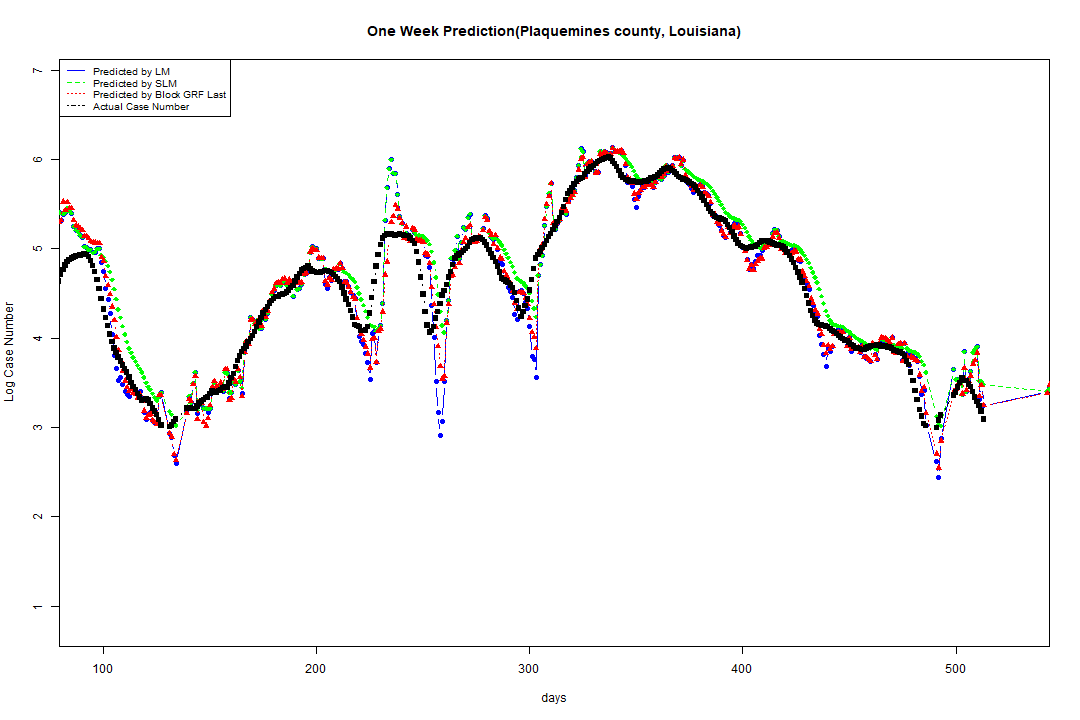 One Week Prediction(Plaquemines county, Louisiana)
Predicted by LM
Predicted by SLM
Predicted by Block GRF Last
Actual Case Number
7
6
5
4
3
2
1
Log Case Number
100 200 300 400 500
days